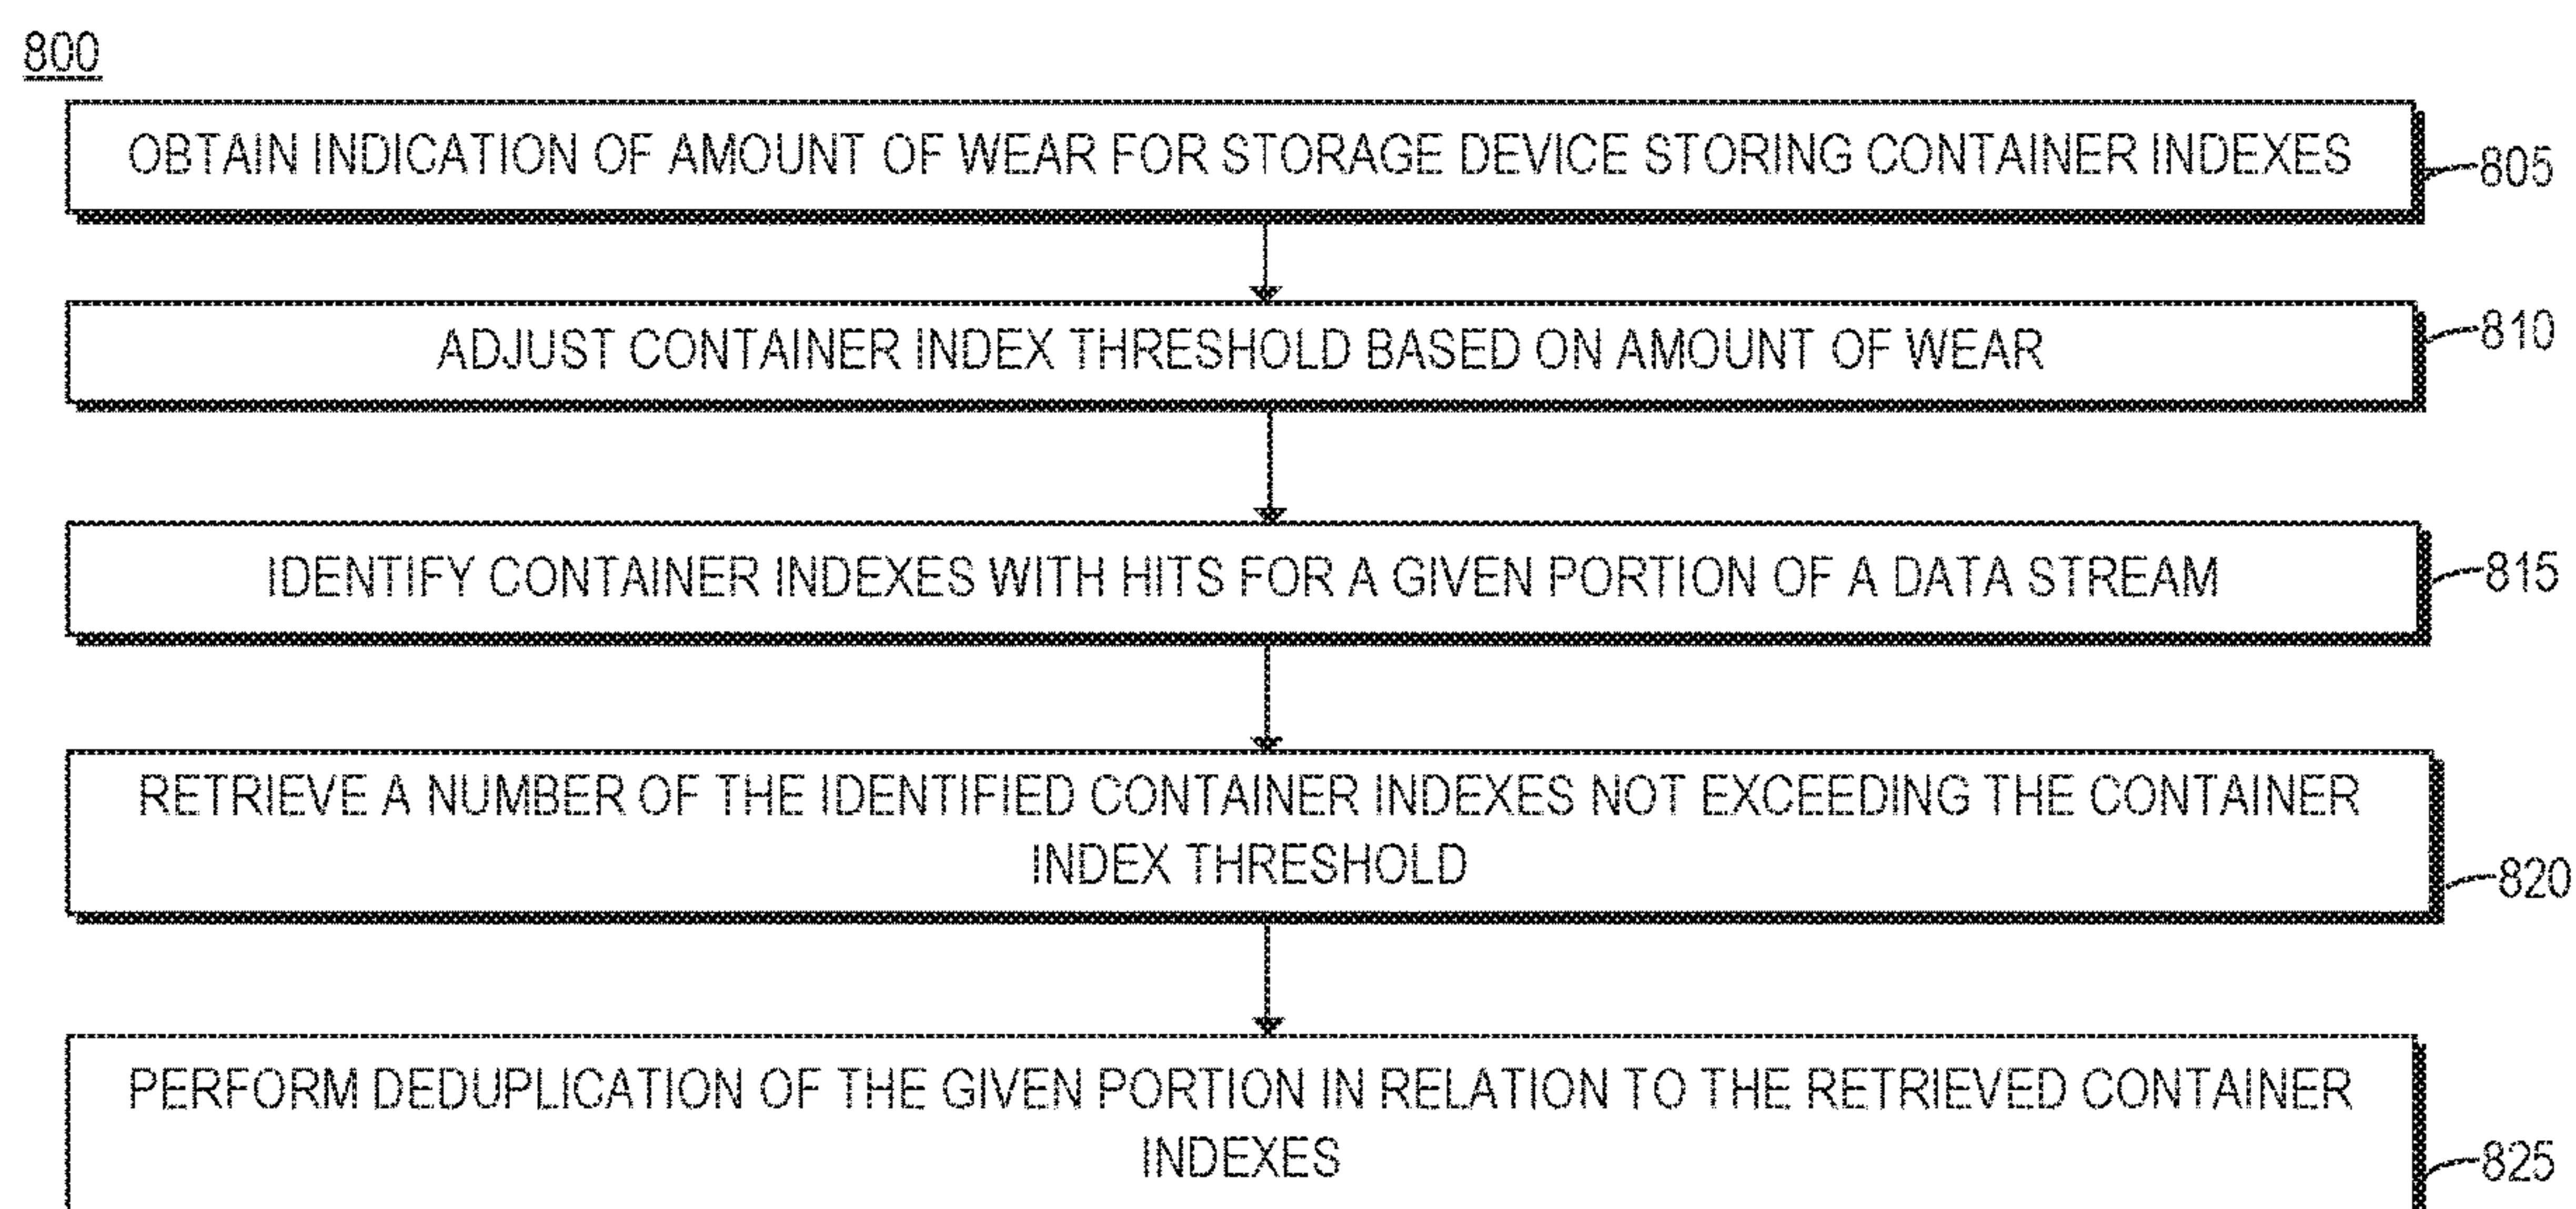 800
OBTAIN INDICATION OF AMOUNT OF WEAR FOR STORAGE DEVICE STORING CONTAINER INDEXES
805
ADJUST CONTAINER INDEX THRESHOLD BASED ON AMOUNT OF WEAR
810
IDENTIFY CONTAINER INDEXES WITH HITS FOR A GIVEN PORTION OF A DATA STREAM
815
RETRIEVE A NUMBER OF THE IDENTIFIED CONTAINER INDEXES NOT EXCEEDING THE CONTAINER
INDEX THRESHOLD
820
PERFORM DEDUPLICATION OF THE GIVEN PORTION IN RELATION TO THE RETRIEVED CONTAINER
INDEXES
825